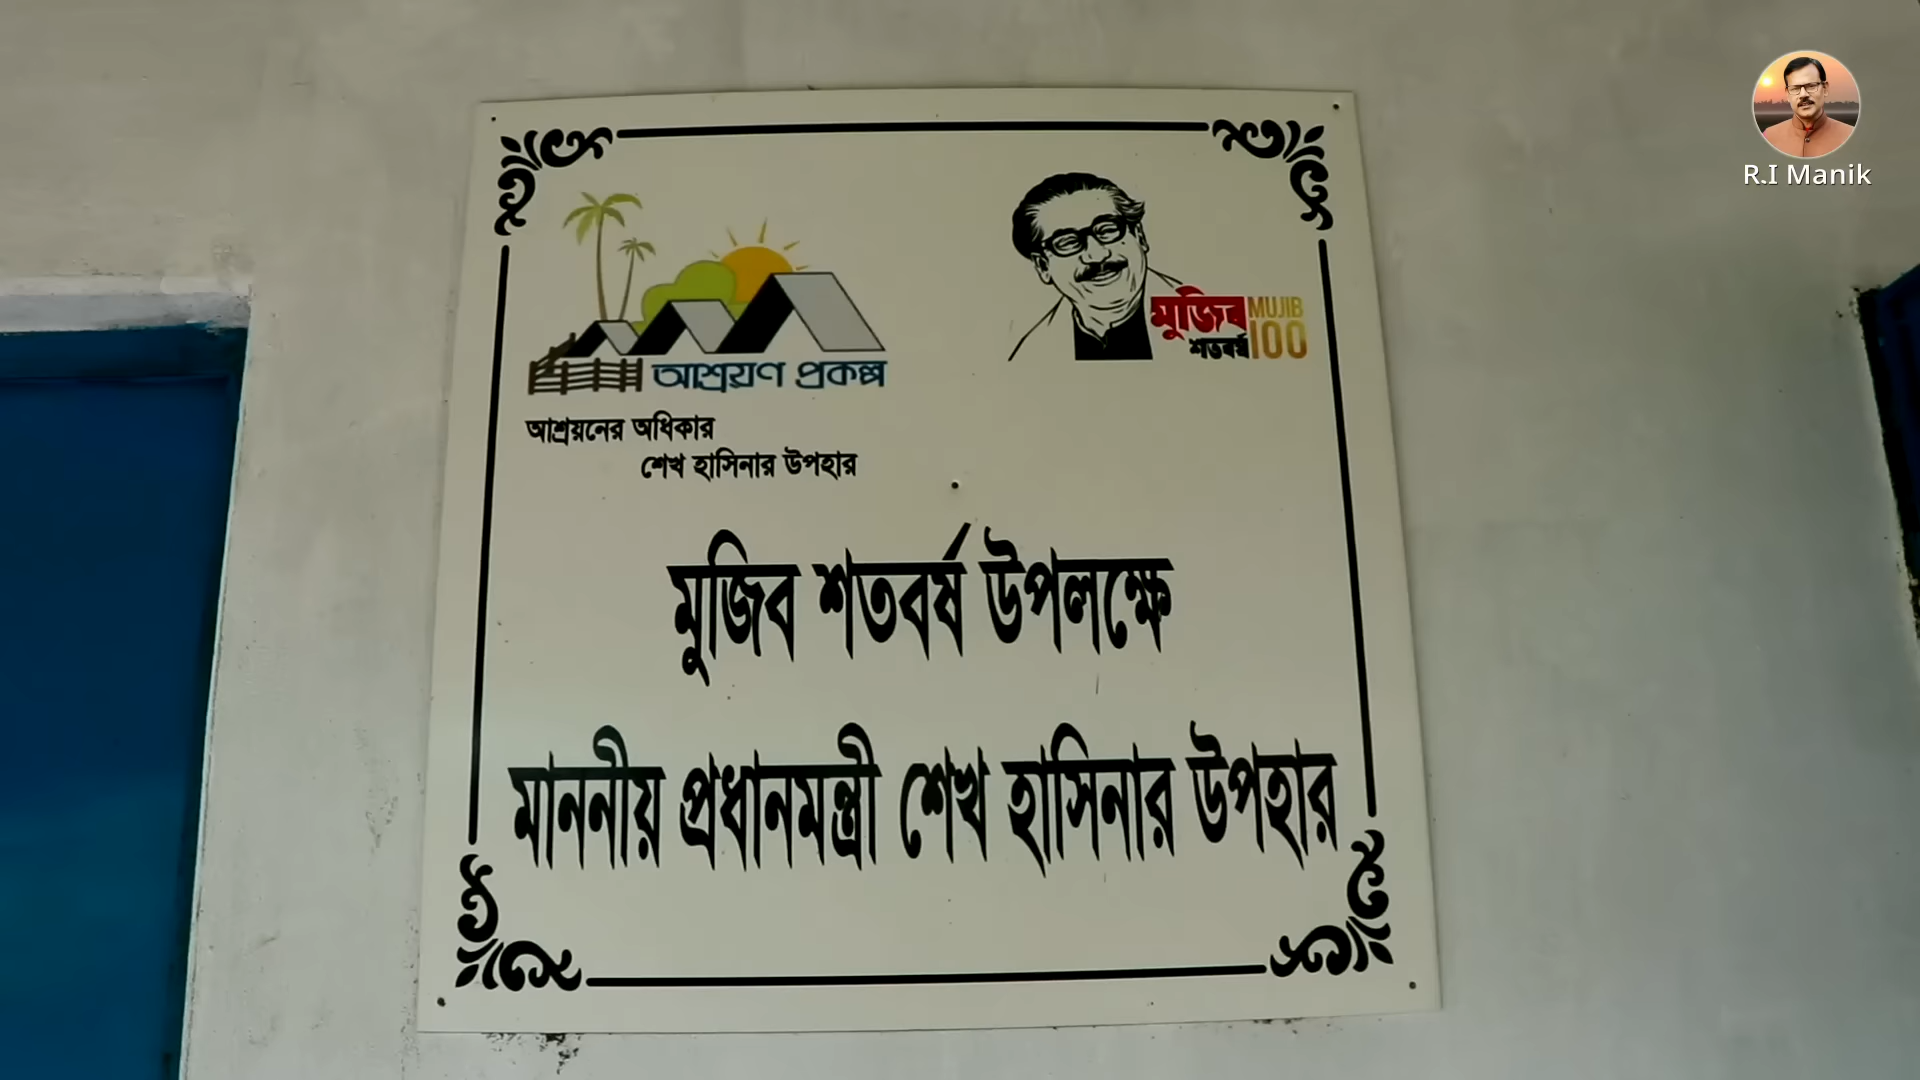 R.I Manik
আশ্রয়ণ প্রকল্প
মুজিব MUJIB
শতবর্ষ 100
আশ্রয়নের অধিকার
শেখ হাসিনার উপহার
মুজিব শতবর্ষ উপলক্ষে
মাননীয় প্রধানমন্ত্রী শেখ হাসিনার উপহার